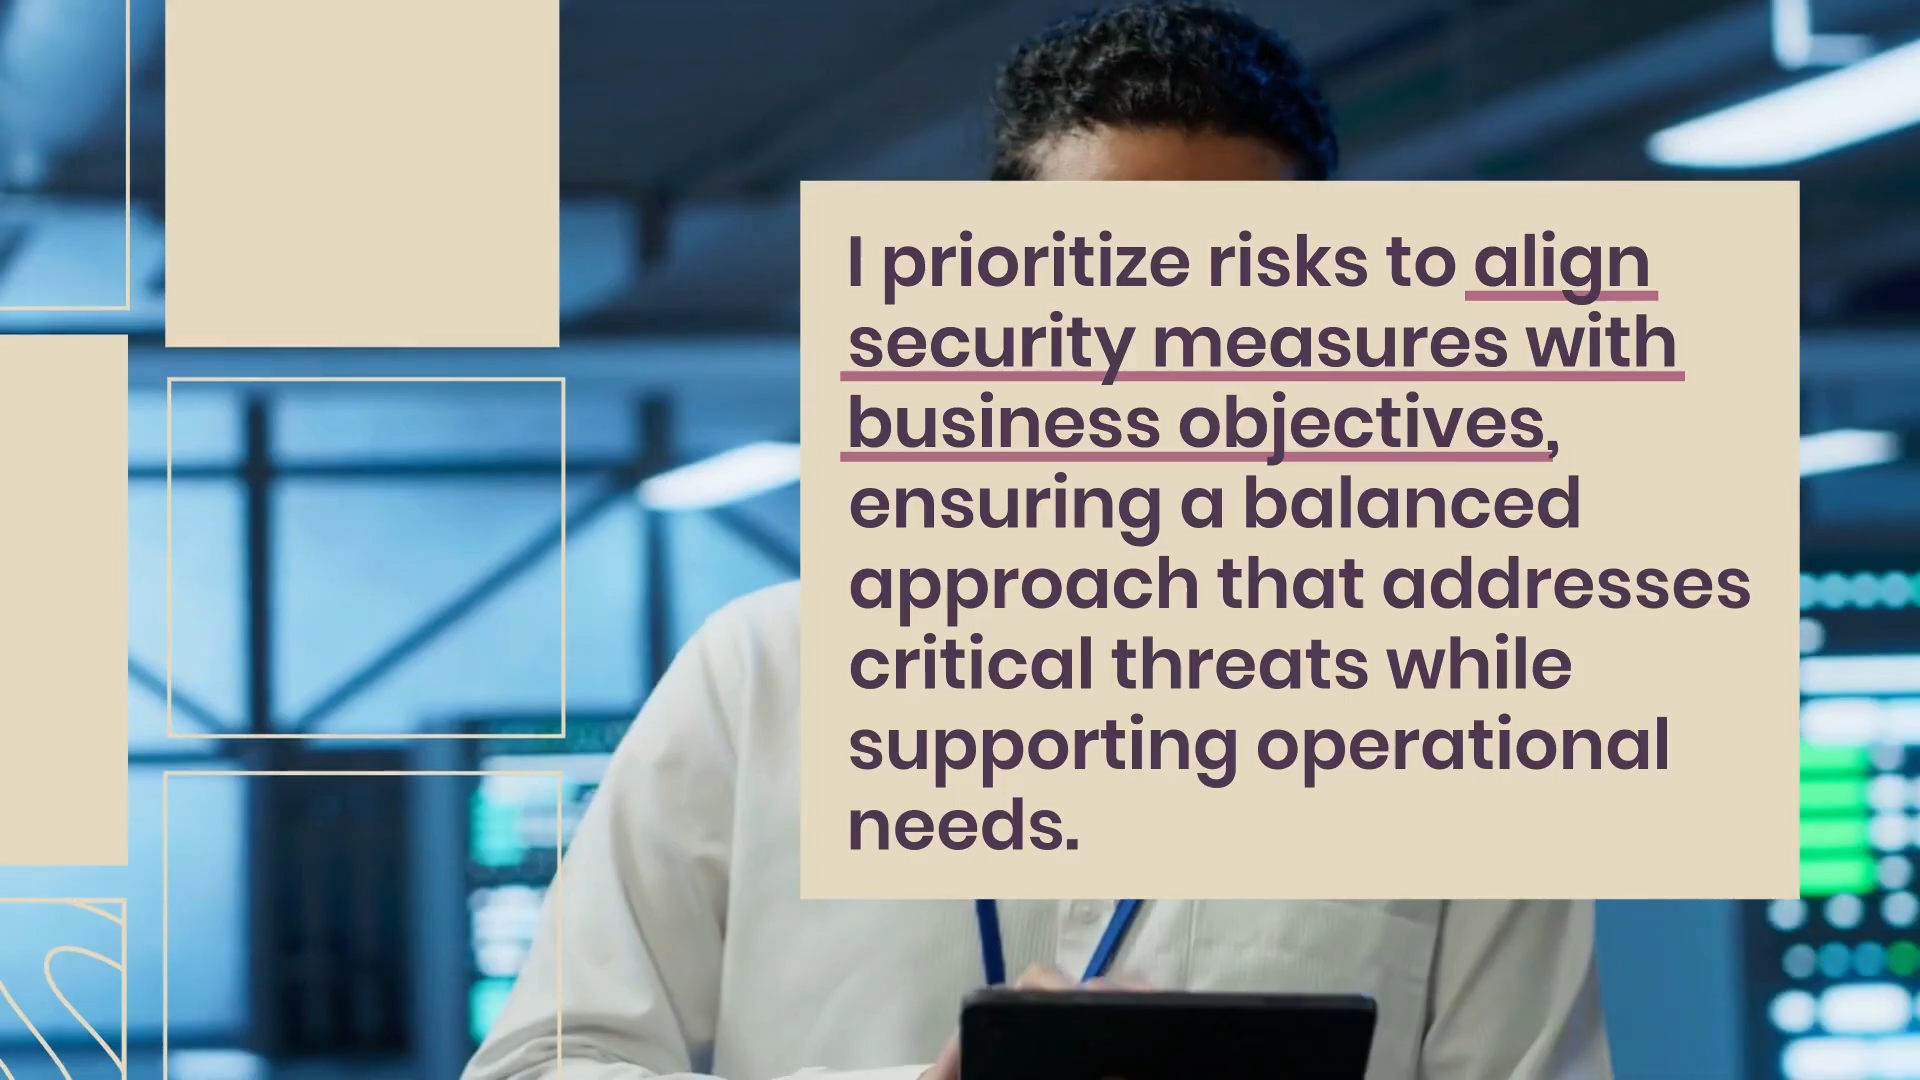 I prioritize risks to align
security measures with
business objectives,
ensuring a balanced
approach that addresses
critical threats while
supporting operational
needs.